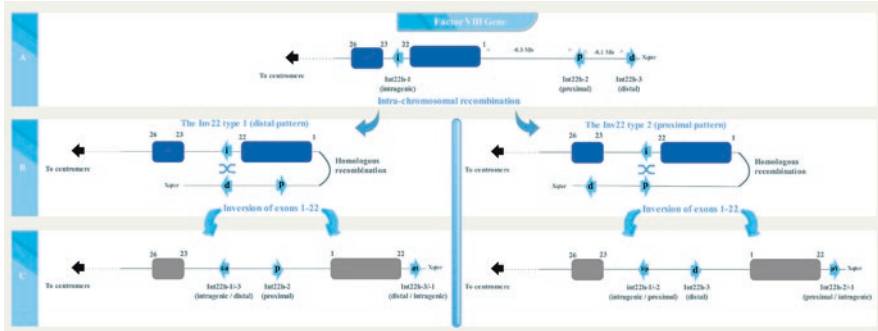 Factor VIII Gene
A
26 23 22 1
-0.3 Mb
-0.1 Mb
i
p
d
Xqter
To centromere
Int22h-1
(intragenic)
Int22h-2
(proximal)
Int22h-3
(distal)
Intra-chromosomal recombination
B
The Inv22 type 1 (distal pattern)
26 23 22 1
i
To centromere
Homologous
recombination
Xqter
d
p
Inversion of exons 1-22
The Inv22 type 2 (proximal pattern)
26 23 22 1
i
To centromere
Homologous
recombination
Xqter
d
p
Inversion of exons 1-22
C
26 23 1 22
p
Xqter
To centromere
Int22h-1/-3
(intragenic / distal)
Int22h-2
(proximal)
Int22h-3/-1
(distal / intragenic)
26 23 1 22
d
Xqter
To centromere
int22h-1/-2
(intragenic / proximal)
Int22h-3
(distal)
Int22h-2/-1
(proximal / intragenic)